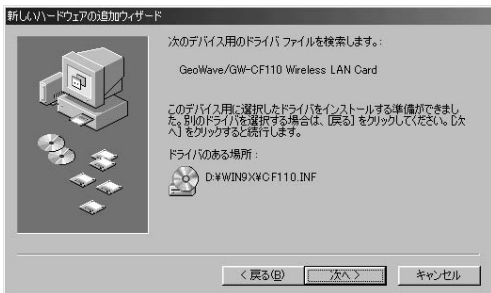 新しいハードウェアの追加ウィザード
次のデバイス用のドライバ ファイルを検索します。:
GeoWave/GW-CF110 Wireless LAN Card
このデバイス用に選択したドライバをインストールする準備ができまし
た。別のドライバを選択する場合は、[戻る] をクリックしてください。[次
へ] をクリックすると続行します。
ドライバのある場所:
D:¥WIN9X¥CF110.INF
< 戻る(B)
次へ >
キャンセル